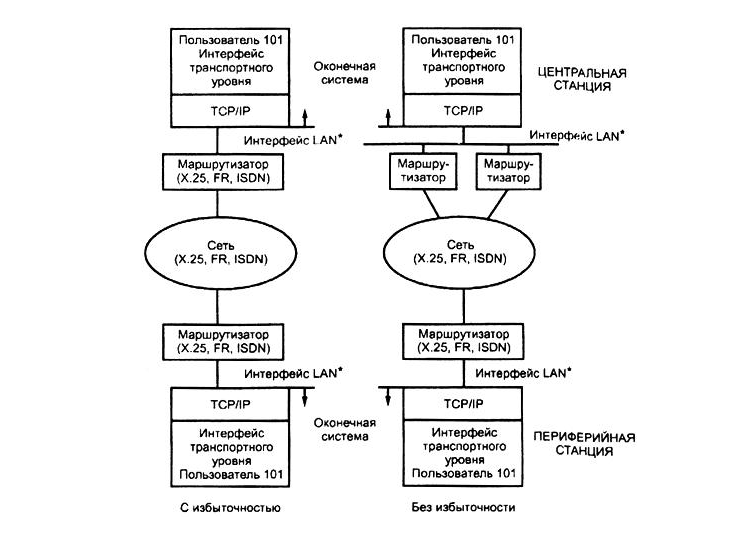 Пользователь 101
Интерфейс
транспортного
уровня
TCP/IP
Оконечная
система
Пользователь 101
Интерфейс
транспортного
уровня
TCP/IP
ЦЕНТРАЛЬНАЯ
СТАНЦИЯ
Интерфейс LAN*
Интерфейс LAN*
Маршрутизатор
(X.25, FR, ISDN)
Маршру-
тизатор
Маршру-
тизатор
Сеть
(X.25, FR, ISDN)
Сеть
(X.25, FR, ISDN)
Маршрутизатор
(X.25, FR, ISDN)
Маршрутизатор
(X.25, FR, ISDN)
Интерфейс LAN*
Интерфейс LAN*
TCP/IP
Интерфейс
транспортного
уровня
Пользователь 101
Оконечная
система
TCP/IP
Интерфейс
транспортного
уровня
Пользователь 101
ПЕРИФЕРИЙНАЯ
СТАНЦИЯ
С избыточностью
Без избыточности